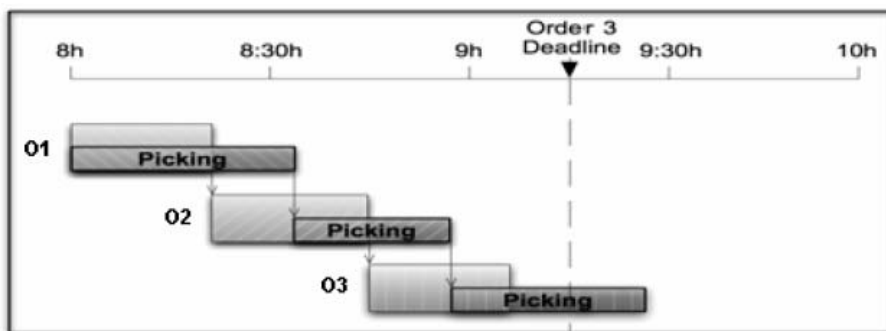 Order 3
Deadline
8h 8:30h 9h 9:30h 10h
O1 Picking
O2 Picking
O3 Picking